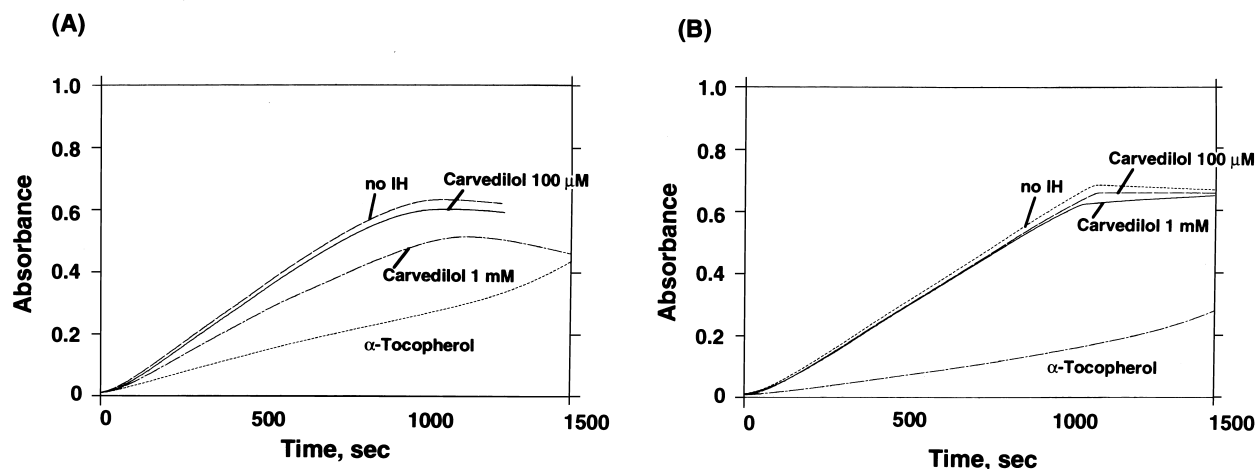 (A)
1.0
0.8
0.6
0.4
0.2
0
Absorbance
no IH
Carvedilol 100 μM
Carvedilol 1 mM
α-Tocopherol
0
500
1000
1500
Time, sec
(B)
1.0
0.8
0.6
0.4
0.2
0
Absorbance
no IH
Carvedilol 100 μM
Carvedilol 1 mM
α-Tocopherol
0
500
1000
1500
Time, sec